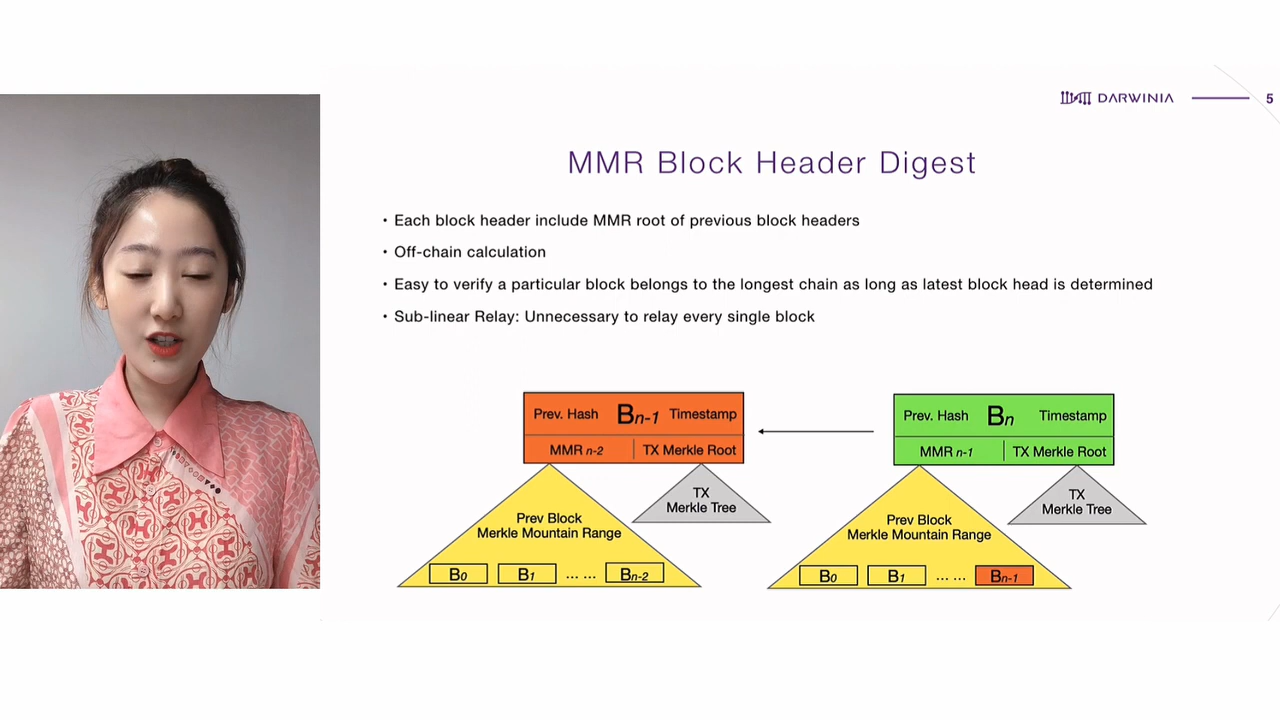 DARWINIA
5
MMR Block Header Digest
• Each block header include MMR root of previous block headers
• Off-chain calculation
• Easy to verify a particular block belongs to the longest chain as long as latest block head is determined
• Sub-linear Relay: Unnecessary to relay every single block
Prev. Hash Bn-1 Timestamp
MMR n-2 TX Merkle Root
TX
Merkle Tree
Prev Block
Merkle Mountain Range
B0 B1 ... ... Bn-2
Prev. Hash Bn Timestamp
MMR n-1 TX Merkle Root
TX
Merkle Tree
Prev Block
Merkle Mountain Range
B0 B1 ... ... Bn-1